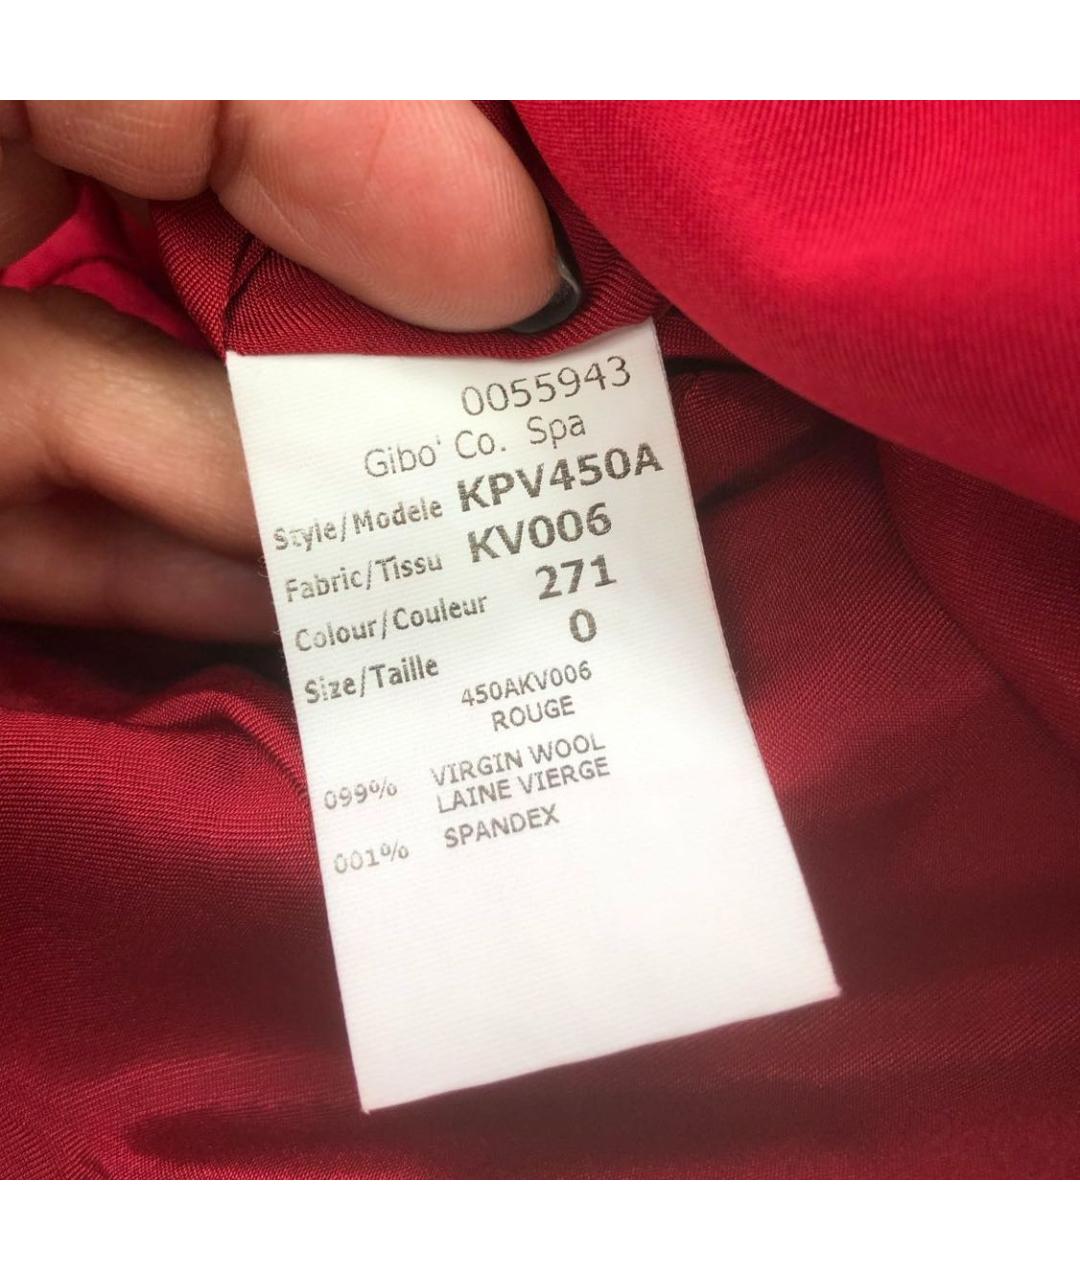 0055943
Gibo' Co. Spa
Style/Modele KPV450A
Fabric/Tissu KV006
Colour/Couleur 271
Size/Taille 0
450AKV006
ROUGE
099% VIRGIN WOOL
LAINE VIERGE
001% SPANDEX